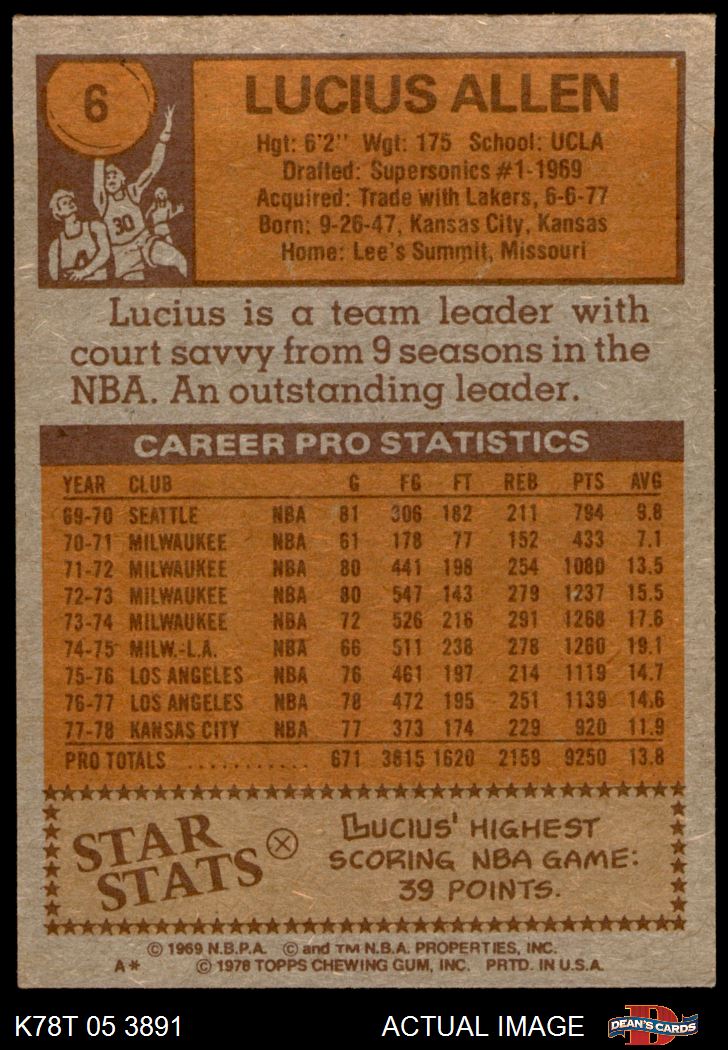 6
LUCIUS ALLEN
Hgt: 6'2" Wgt: 175 School: UCLA
Drafted: Supersonics #1-1969
Acquired: Trade with Lakers, 6-6-77
Born: 9-26-47, Kansas City, Kansas
Home: Lee's Summit, Missouri
30
Lucius is a team leader with
court savvy from 9 seasons in the
NBA. An outstanding leader.
CAREER PRO STATISTICS
YEAR CLUB G FG FT REB PTS AVG
69-70 SEATTLE NBA 81 306 182 211 794 9.8
70-71 MILWAUKEE NBA 61 178 77 152 433 7.1
71-72 MILWAUKEE NBA 80 441 198 254 1080 13.5
72-73 MILWAUKEE NBA 80 547 143 279 1237 15.5
73-74 MILWAUKEE NBA 72 526 216 291 1268 17.6
74-75 MILW.-L.A. NBA 66 511 238 278 1260 19.1
75-76 LOS ANGELES NBA 76 461 197 214 1119 14.7
76-77 LOS ANGELES NBA 78 472 195 251 1139 14.6
77-78 KANSAS CITY NBA 77 373 174 229 920 11.9
PRO TOTALS ........... 671 3815 1620 2159 9250 13.8
STAR STATS
LUCIUS' HIGHEST
SCORING NBA GAME:
39 POINTS.
© 1969 N.B.P.A. © and TM N.B.A. PROPERTIES, INC.
A* © 1978 TOPPS CHEWING GUM, INC. PRTD. IN U.S.A.
K78T 05 3891 ACTUAL IMAGE DEAN'S CARDS